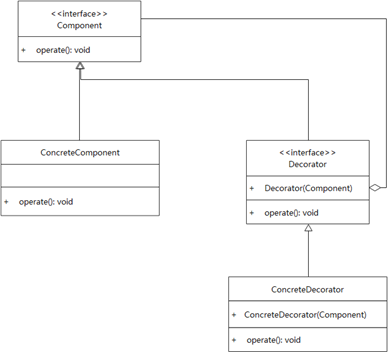 <<interface>>
Component
+ operate(): void
ConcreteComponent
+ operate(): void
<<interface>>
Decorator
+ Decorator(Component)
+ operate(): void
ConcreteDecorator
+ ConcreteDecorator(Component)
+ operate(): void